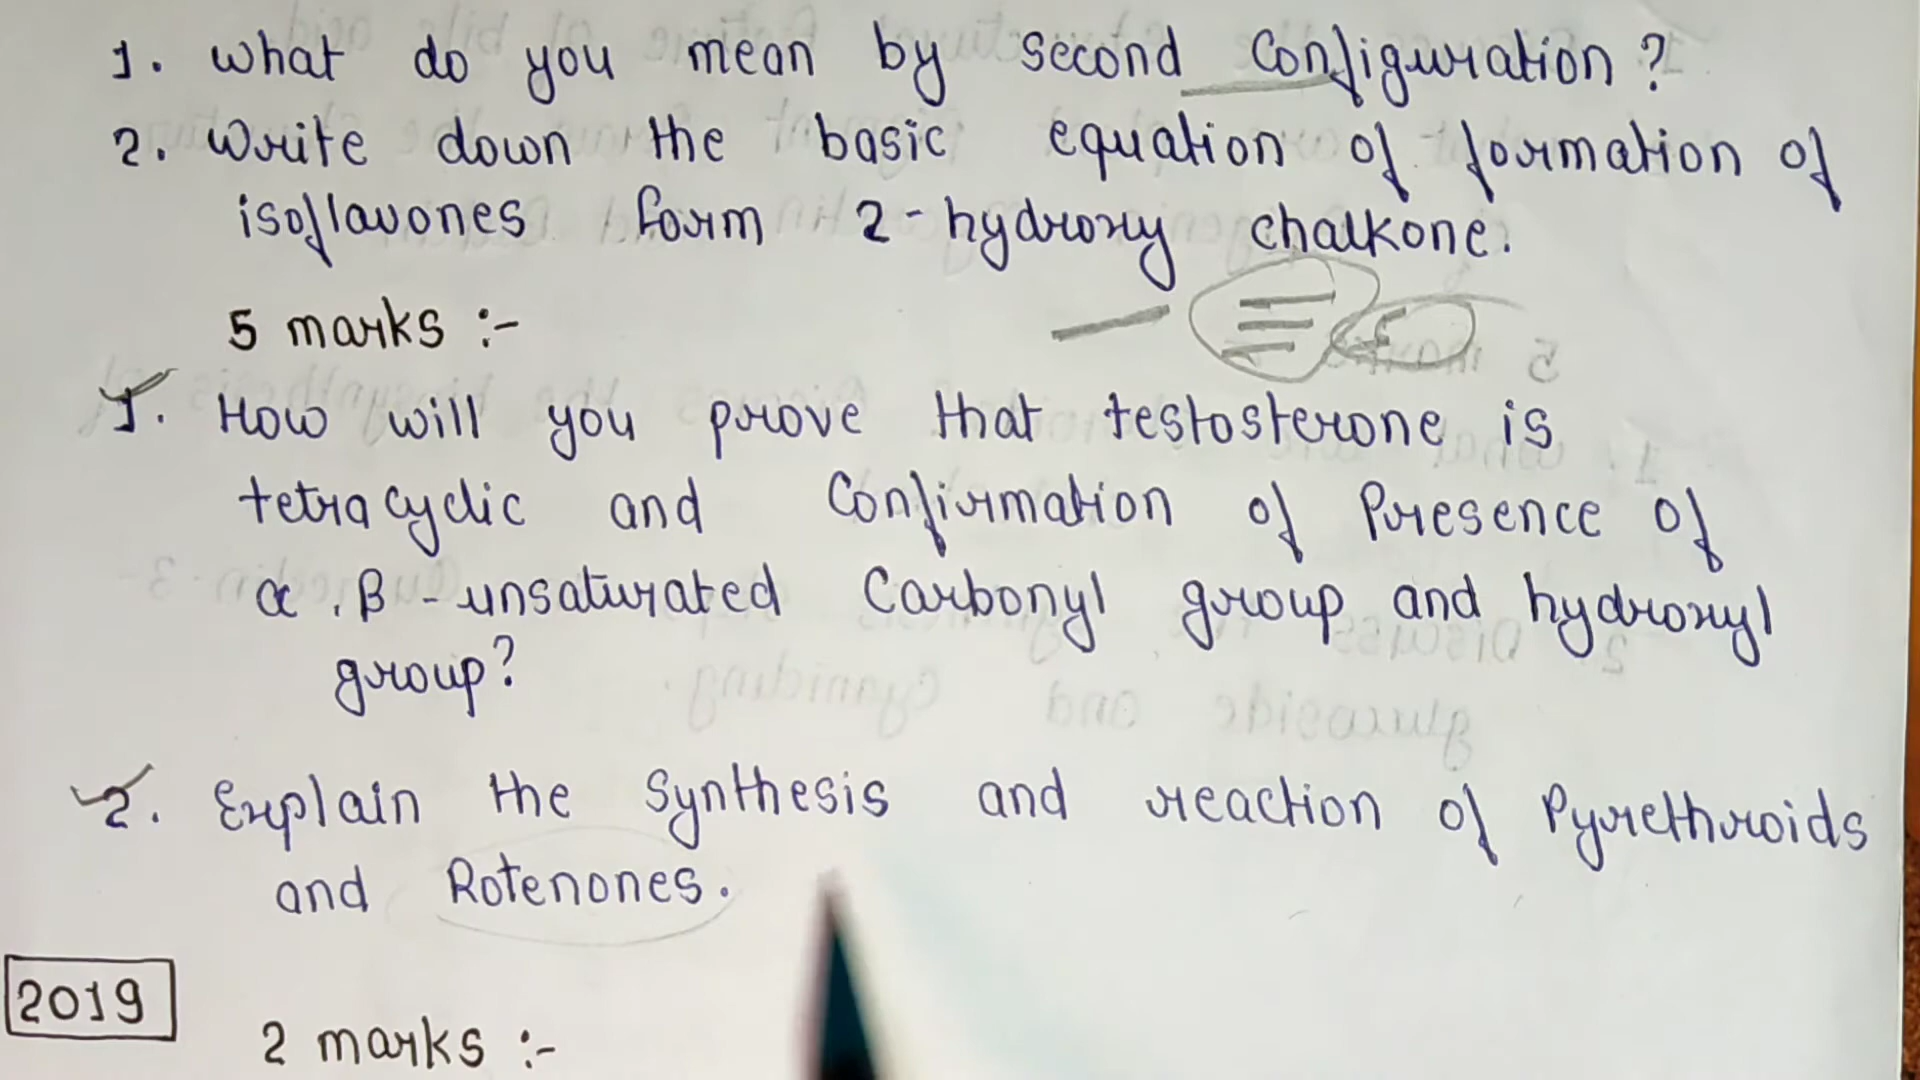 1. What do you mean by second Configuration?
2. Write down the basic equation of formation of
isoflavones form 2-hydroxy chalkone.
5 marks :-
1. How will you prove that testosterone is
tetracyclic and Confirmation of Presence of
α, β-unsaturated Carbonyl group and hydroxyl
group?
2. Explain the synthesis and reaction of Pyrethroids
and Rotenones.
2019
2 marks :-